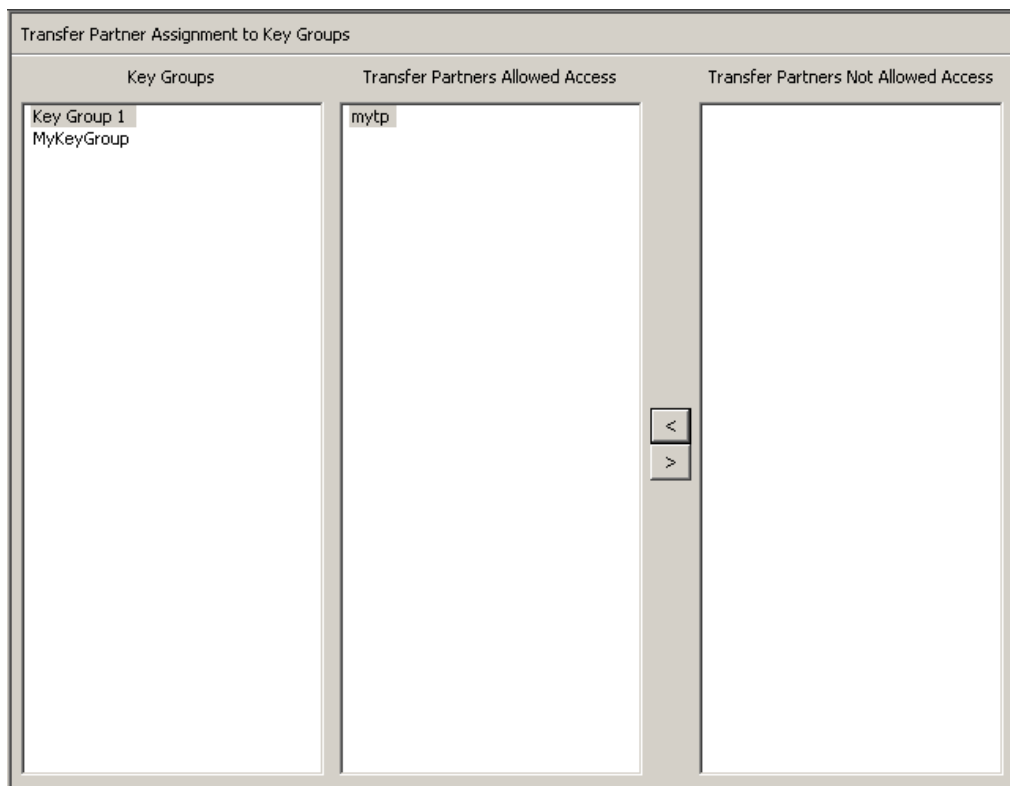 Transfer Partner Assignment to Key Groups
Key Groups
Transfer Partners Allowed Access
Transfer Partners Not Allowed Access
Key Group 1
MyKeyGroup
mytp
<
>